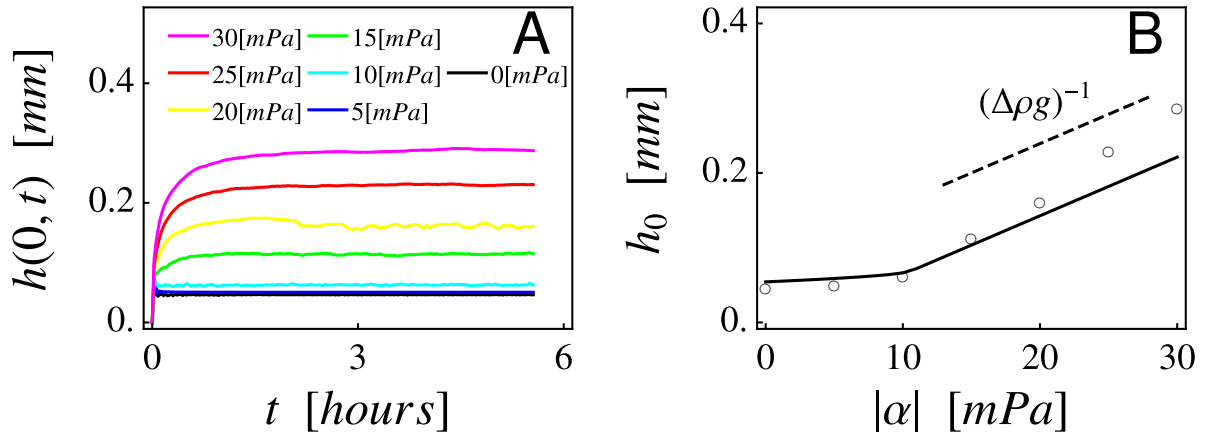 A
30[mPa] 15[mPa]
25[mPa] 10[mPa] 0[mPa]
20[mPa] 5[mPa]
h(0, t) [mm]
0.4
0.2
0.
0 3 6
t [hours]
B
(Δρg)⁻¹
h₀ [mm]
0.4
0.2
0.
0 10 20 30
|α| [mPa]